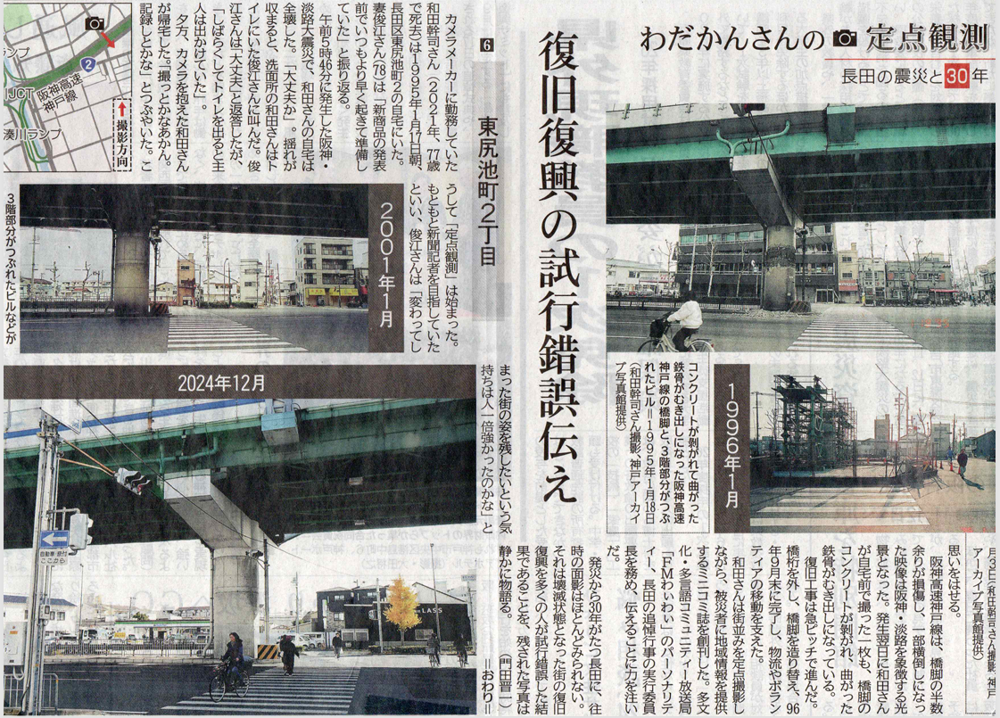 わだかんさんの 定点観測
長田の震災と30年
復旧復興の試行錯誤伝え
6
東尻池町2丁目
カメラメーカーに勤務していた
和田幹司さん（2021年、77歳
で死去）は1995年1月17日朝、
長田区東尻池町2の自宅にいた。
妻俊江さん(78)は「新商品の発表
前でいつもより早く起きて準備し
ていた」と振り返る。
午前5時46分に発生した阪神・
淡路大震災で、和田さんの自宅は
全壊した。「大丈夫か」。揺れが
収まると、洗面所の和田さんはト
イレにいた俊江さんに叫んだ。俊
江さんは「大丈夫」と返答したが、
「しばらくしてトイレを出ると主
人は出かけていた」。
夕方、カメラを抱えた和田さん
が帰宅した。「撮っとかなあかん。
記録しとかな」とつぶやいた。こ
うして「定点観測」は始まった。
もともと新聞記者を目指していた
といい、俊江さんは「変わってし
まった街の姿を残したいという気
持ちは人一倍強かったのかな」と
思いをはせる。
阪神高速神戸線は、橋脚の半数
余りが損傷し、一部横倒しになっ
た映像は阪神・淡路を象徴する光
景となった。発生翌日に和田さん
が自宅前で撮った一枚も、橋脚の
コンクリートが剝がれ、曲がった
鉄骨がむき出しになっている。
復旧工事は急ピッチで進んだ。
橋桁を外し、橋脚を造り替え、96
年9月末に完了し、物流やボラン
ティアの移動を支えた。
和田さんは街並みを定点撮影し
ながら、被災者に地域情報を提供
するミニコミ誌を創刊した。多文
化・多言語コミュニティー放送局
「FMわぃわぃ」のパーソナリテ
ィー、長田の追悼行事の実行委員
長を務め、伝えることに力を注い
だ。
発災から30年がたつ長田に、往
時の面影はほとんどみられない。
それは壊滅状態となった街の復旧
復興を多くの人が試行錯誤した結
果であることを、残された写真は
静かに物語る。（門田晋一）
＝おわり＝
コンクリートが剝がれて曲がった
鉄骨がむき出しになった阪神高速
神戸線の橋脚と、3階部分がつぶ
れたビル＝1995年1月18日
（和田幹司さん撮影、神戸アーカイ
ブ写真館提供）
1996年1月
月3日（和田幹司さん撮影、神戸
アーカイブ写真館提供）
2001年1月
3階部分がつぶれたビルなどが
2024年12月
自動車・原付
ここから
LASS
ンプ
JCT
阪神高速
神戸線
2
湊川ランプ
撮影方向